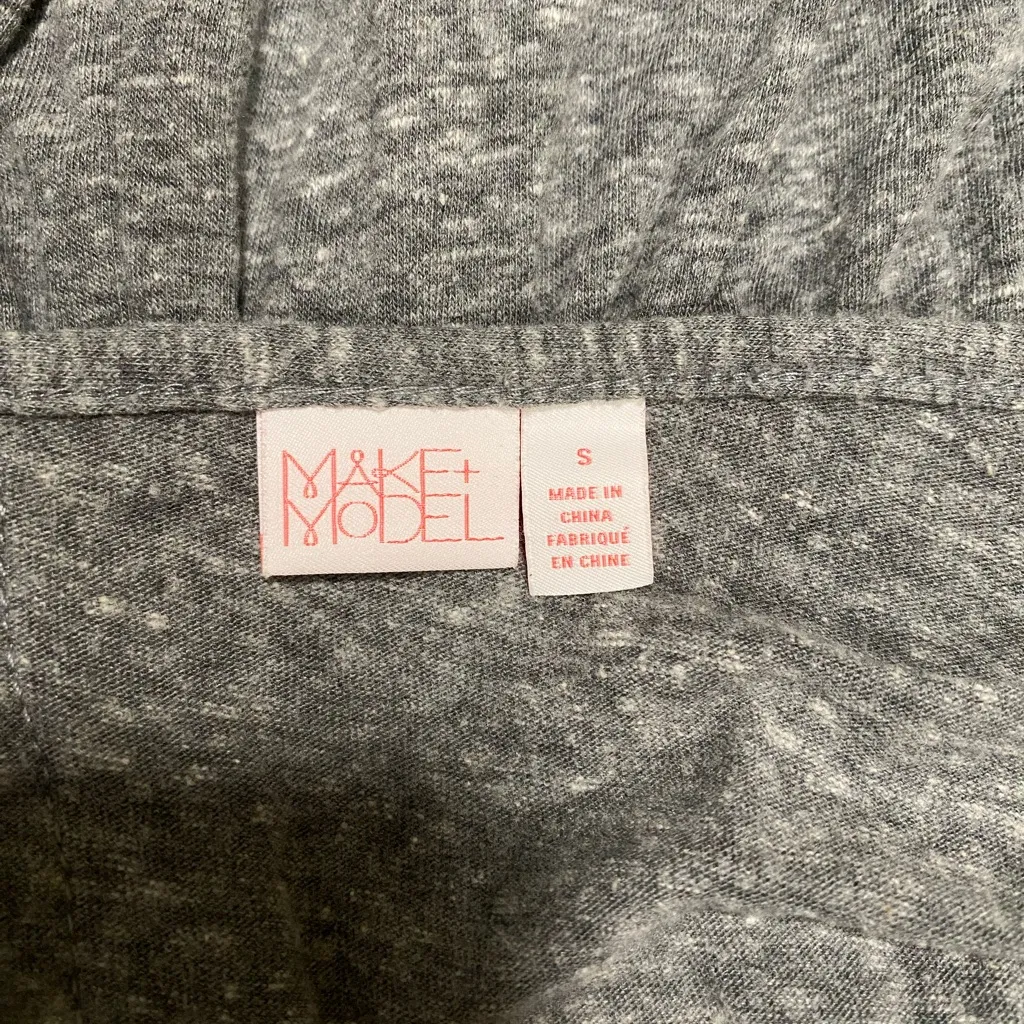 MAKE+
MODEL
S
MADE IN
CHINA
FABRIQUÉ
EN CHINE